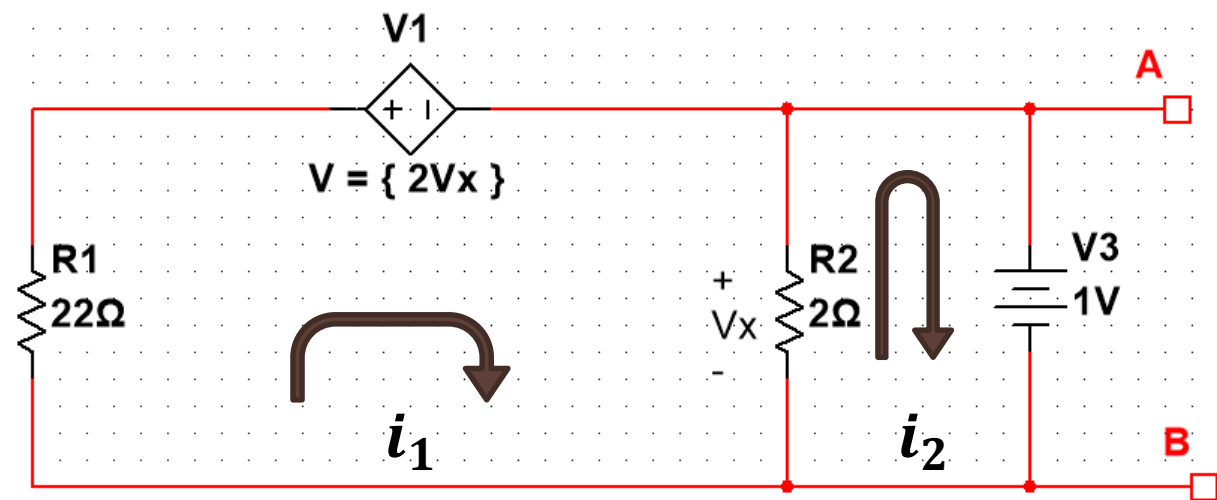 V1
A
+ -
V = { 2Vx }
R1
22Ω
R2
2Ω
+
Vx
-
V3
1V
i1
i2
B